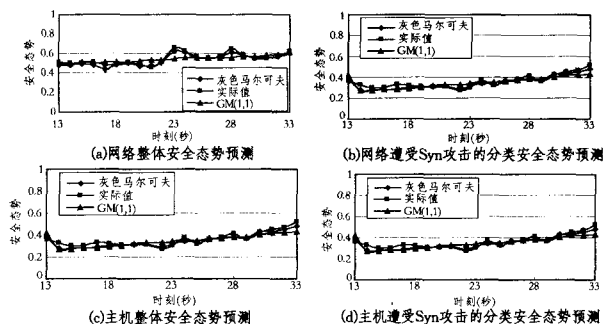 安全态势
1
0.8
0.6
0.4
0.2
0
13 18 23 28 33
时刻(秒)
灰色马尔可夫
实际值
GM(1,1)
(a)网络整体安全态势预测
安全态势
1
0.8
0.6
0.4
0.2
0
13 23 33
时刻(秒)
灰色马尔可夫
实际值
GM(1,1)
(b)网络遭受Syn攻击的分类安全态势预测
安全态势
1
0.8
0.6
0.4
0.2
0
13 18 23 28 33
时刻(秒)
灰色马尔可夫
实际值
GM(1,1)
(c)主机整体安全态势预测
安全态势
1
0.8
0.6
0.4
0.2
0
13 18 23 28 33
时刻(秒)
灰色马尔可夫
实际值
GM(1,1)
(d)主机遭受Syn攻击的分类安全态势预测